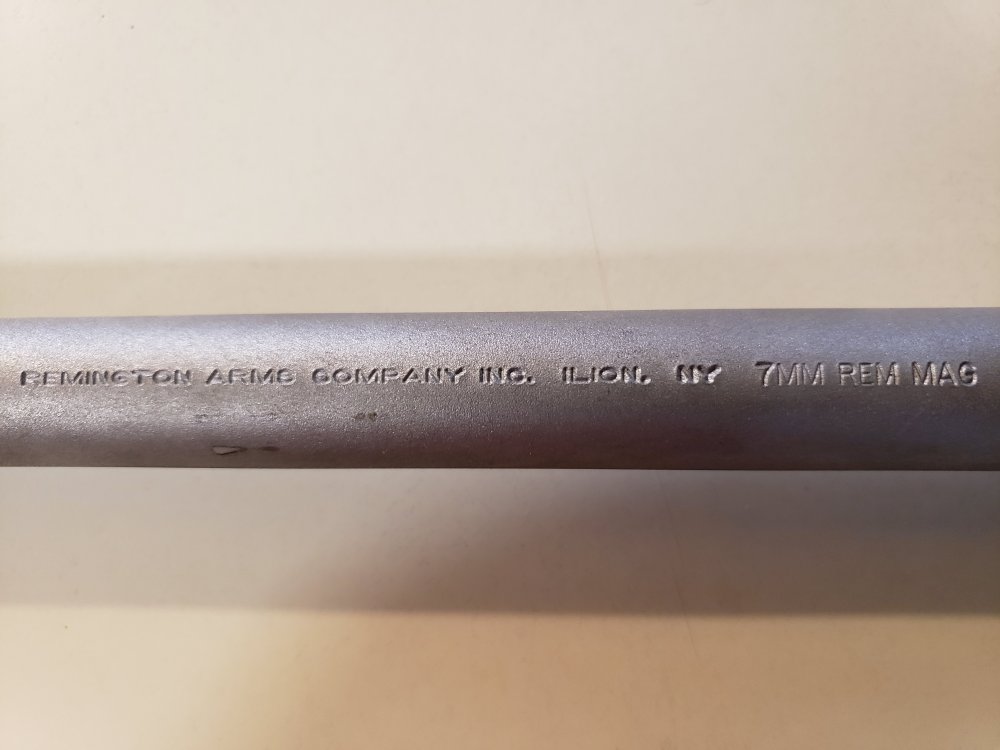 REMINGTON ARMS COMPANY INC. ILION, NY 7MM REM MAG